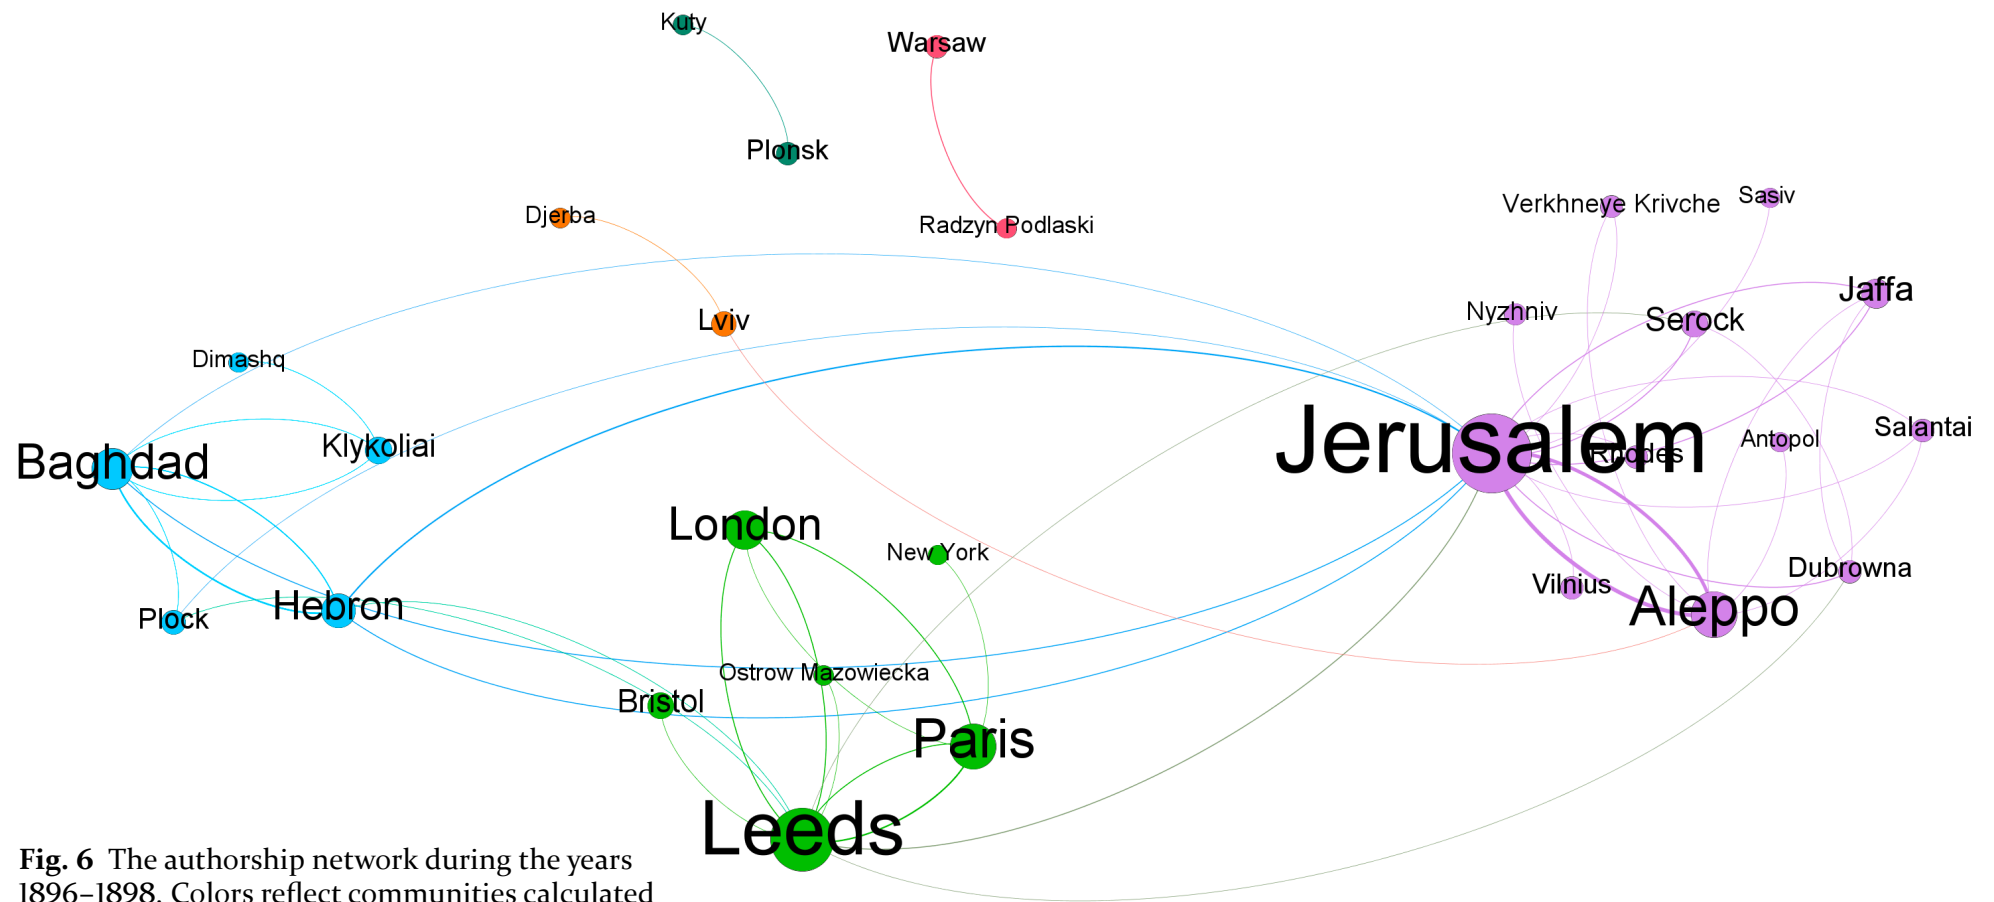 Kuty
Warsaw
Plonsk
Verkhneye Krivche
Sasiv
Djerba
Radzyn Podlaski
Jaffa
Nyzhniv
Serock
Lviv
Dimashq
Klykoliai
Baghdad
Jerusalem
Rhodes
Antopol
Salantai
London
New York
Plock
Hebron
Vilnius
Dubrowna
Aleppo
Ostrow Mazowiecka
Bristol
Paris
Leeds
Fig. 6 The authorship network during the years
1896–1898. Colors reflect communities calculated